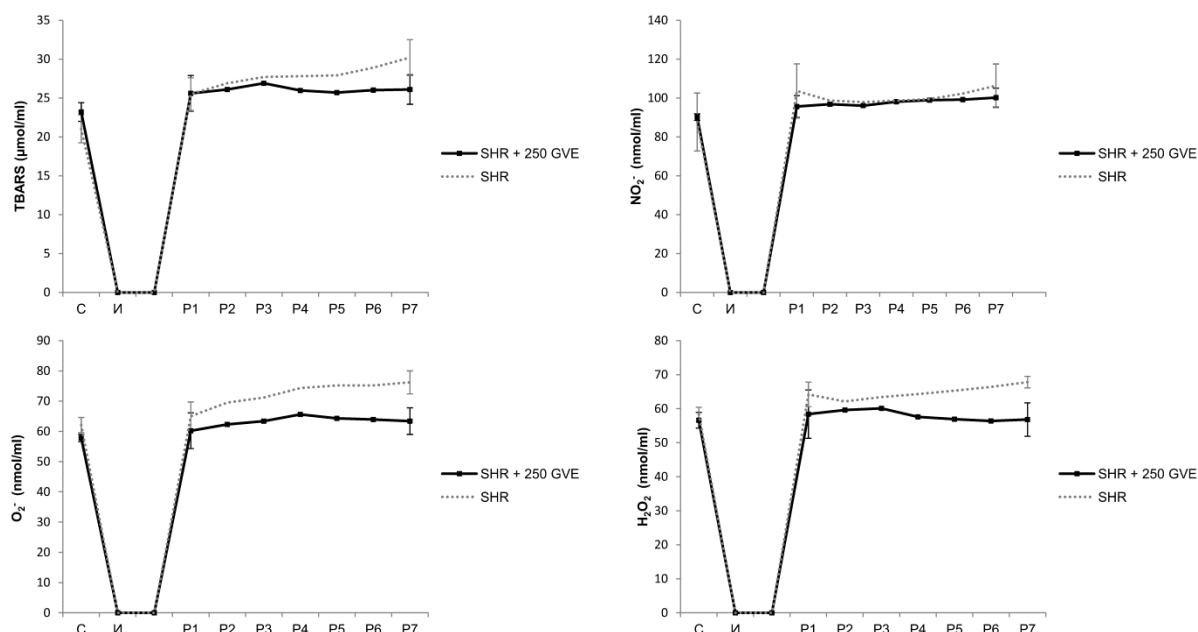 35
30
25
20
15
10
5
0
TBARS (µmol/ml)
С И P1 P2 P3 P4 P5 P6 P7
SHR + 250 GVE
SHR
140
120
100
80
60
40
20
0
NO₂⁻ (nmol/ml)
С И P1 P2 P3 P4 P5 P6 P7
SHR + 250 GVE
SHR
90
80
70
60
50
40
30
20
10
0
O₂⁻ (nmol/ml)
С И P1 P2 P3 P4 P5 P6 P7
SHR + 250 GVE
SHR
80
70
60
50
40
30
20
10
0
H₂O₂ (nmol/ml)
С И P1 P2 P3 P4 P5 P6 P7
SHR + 250 GVE
SHR